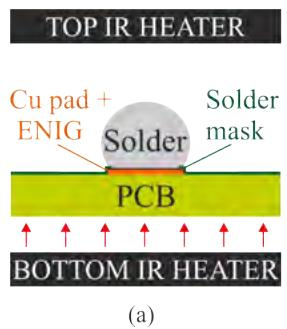 TOP IR HEATER
Cu pad +
ENIG
Solder
mask
Solder
PCB
BOTTOM IR HEATER
(a)